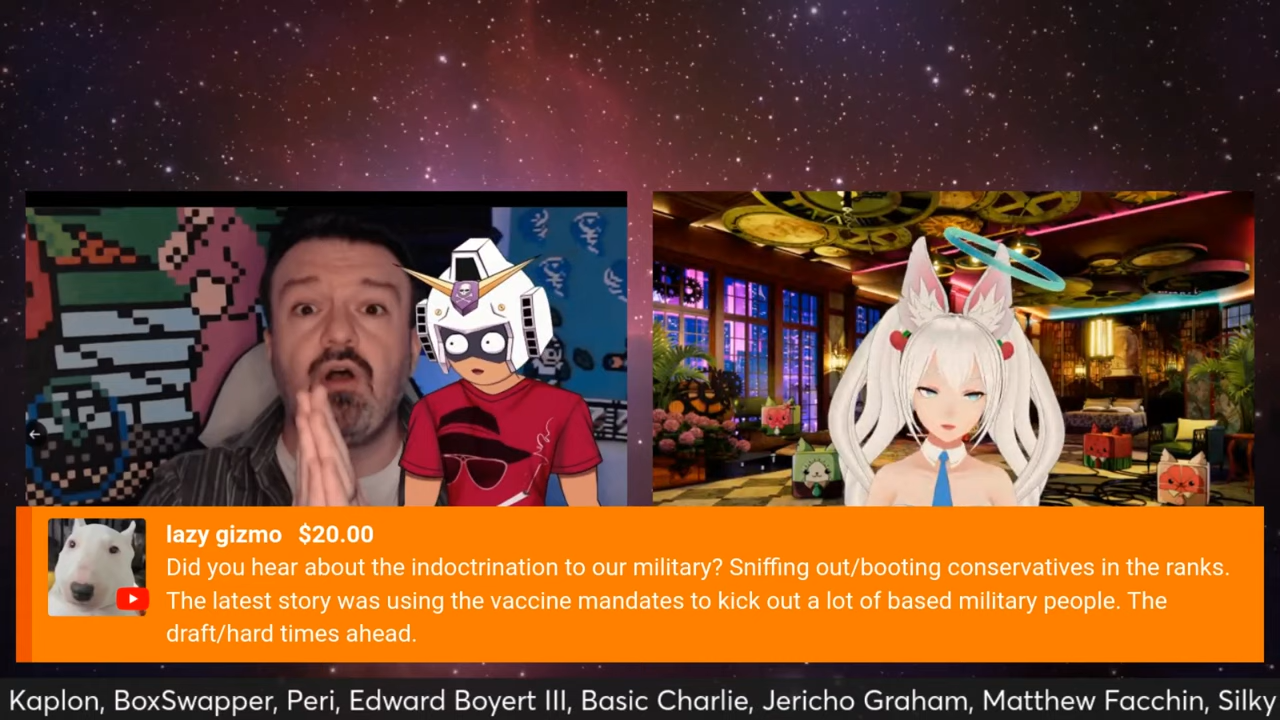 lazy gizmo $20.00
Did you hear about the indoctrination to our military? Sniffing out/booting conservatives in the ranks.
The latest story was using the vaccine mandates to kick out a lot of based military people. The
draft/hard times ahead.
Kaplon, BoxSwapper, Peri, Edward Boyert III, Basic Charlie, Jericho Graham, Matthew Facchin, Silky